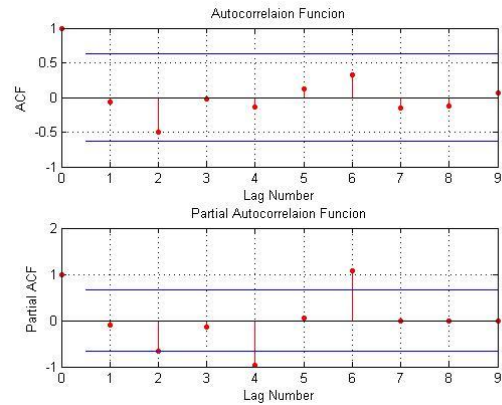 Autocorrelaion Funcion
1
0.5
0
-0.5
-1
ACF
0 1 2 3 4 5 6 7 8 9
Lag Number
Partial Autocorrelaion Funcion
2
1
0
-1
Partial ACF
0 1 2 3 4 5 6 7 8 9
Lag Number